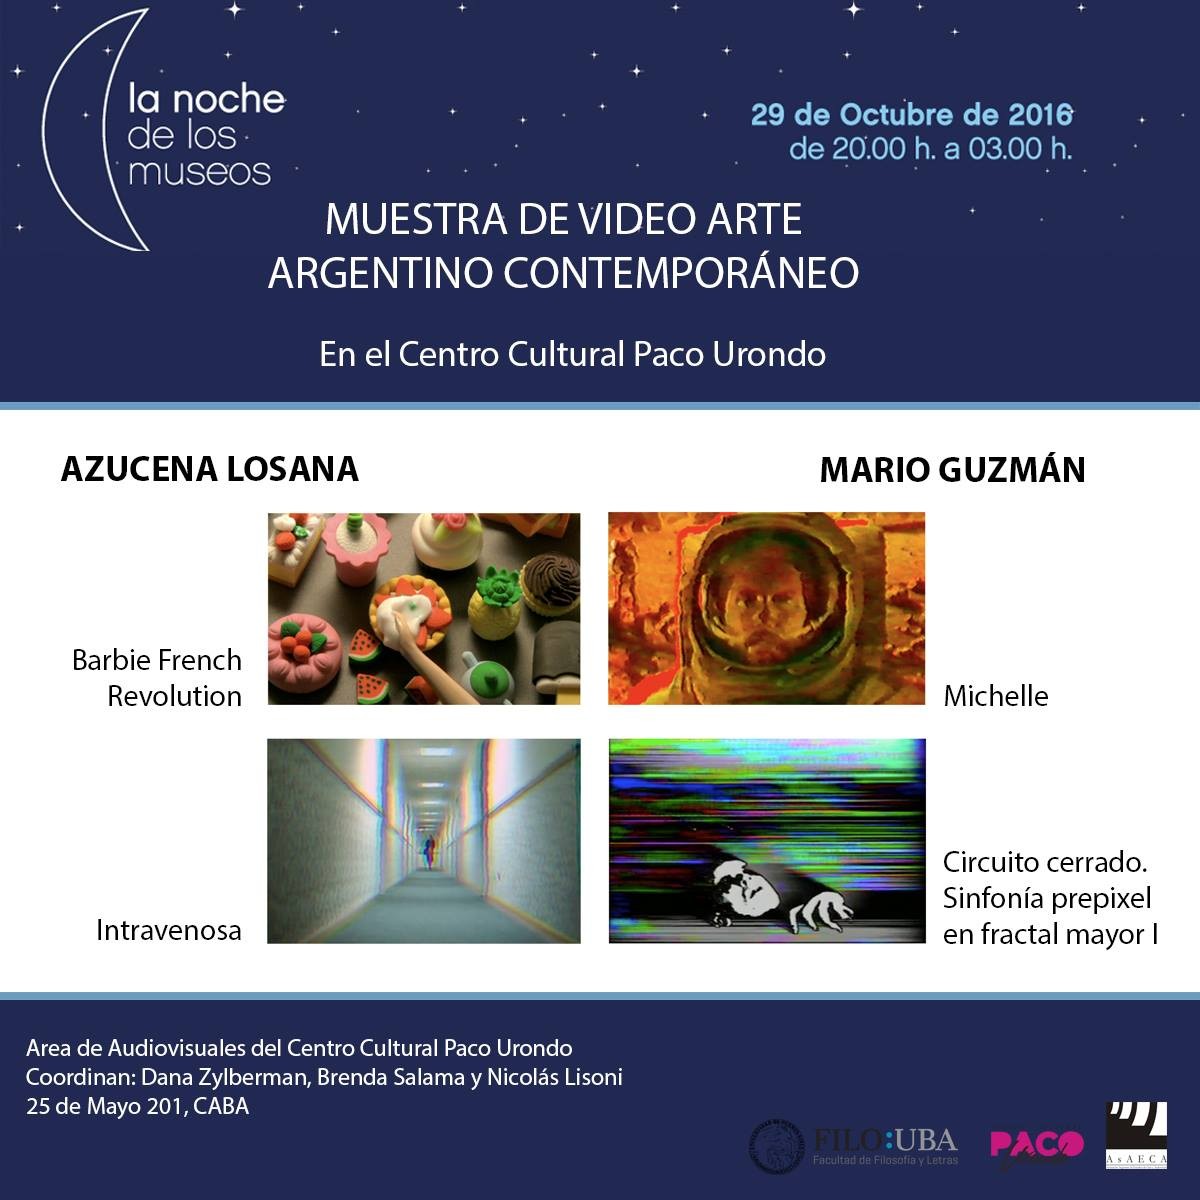 la noche
de los
museos
29 de Octubre de 2016
de 20.00 h. a 03.00 h.
MUESTRA DE VIDEO ARTE
ARGENTINO CONTEMPORÁNEO
En el Centro Cultural Paco Urondo
AZUCENA LOSANA
Barbie French
Revolution
Intravenosa
MARIO GUZMÁN
Michelle
Circuito cerrado.
Sinfonía prepixel
en fractal mayor I
Area de Audiovisuales del Centro Cultural Paco Urondo
Coordinan: Dana Zylberman, Brenda Salama y Nicolás Lisoni
25 de Mayo 201, CABA
FILO:UBA
Facultad de Filosofía y Letras
PACO
AsAECA